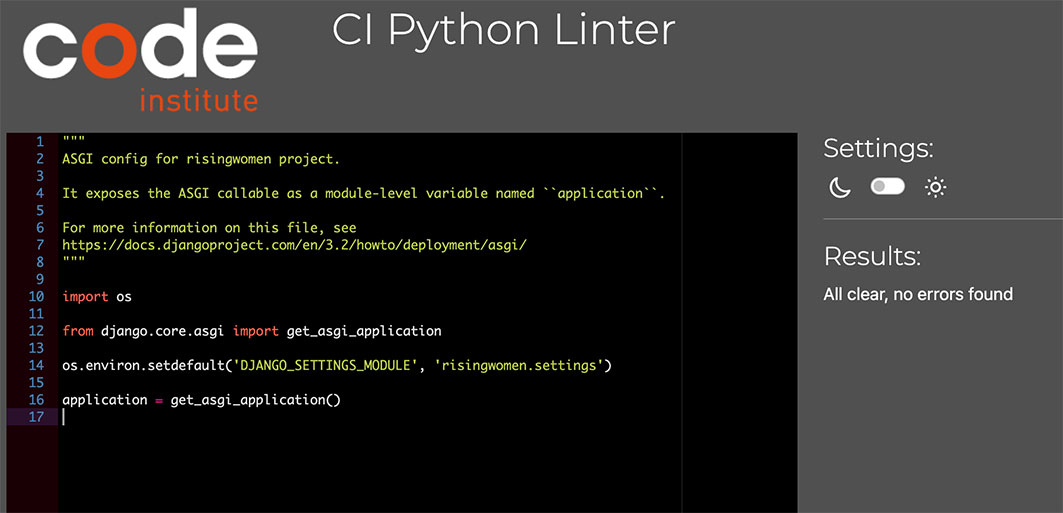 code
institute
CI Python Linter
1 """
2 ASGI config for risingwomen project.
3
4 It exposes the ASGI callable as a module-level variable named ``application``.
5
6 For more information on this file, see
7 https://docs.djangoproject.com/en/3.2/howto/deployment/asgi/
8 """
9
10 import os
11
12 from django.core.asgi import get_asgi_application
13
14 os.environ.setdefault('DJANGO_SETTINGS_MODULE', 'risingwomen.settings')
15
16 application = get_asgi_application()
17
Settings:
Results:
All clear, no errors found